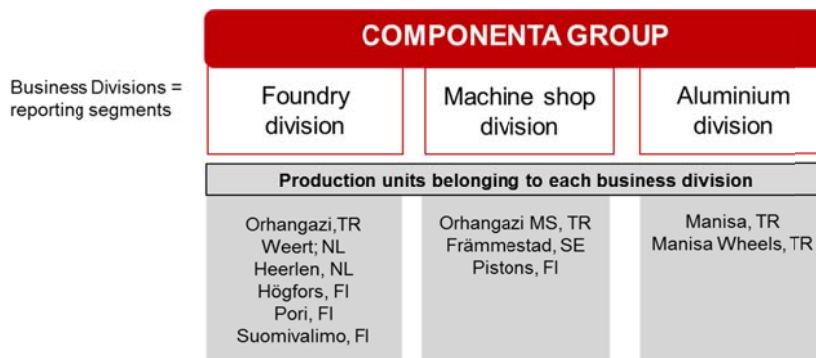 COMPONENTA GROUP
Business Divisions =
reporting segments
Foundry
division
Machine shop
division
Aluminium
division
Production units belonging to each business division
Orhangazi,TR
Weert; NL
Heerlen, NL
Högfors, FI
Pori, FI
Suomivalimo, FI
Orhangazi MS, TR
Främmestad, SE
Pistons, FI
Manisa, TR
Manisa Wheels, TR